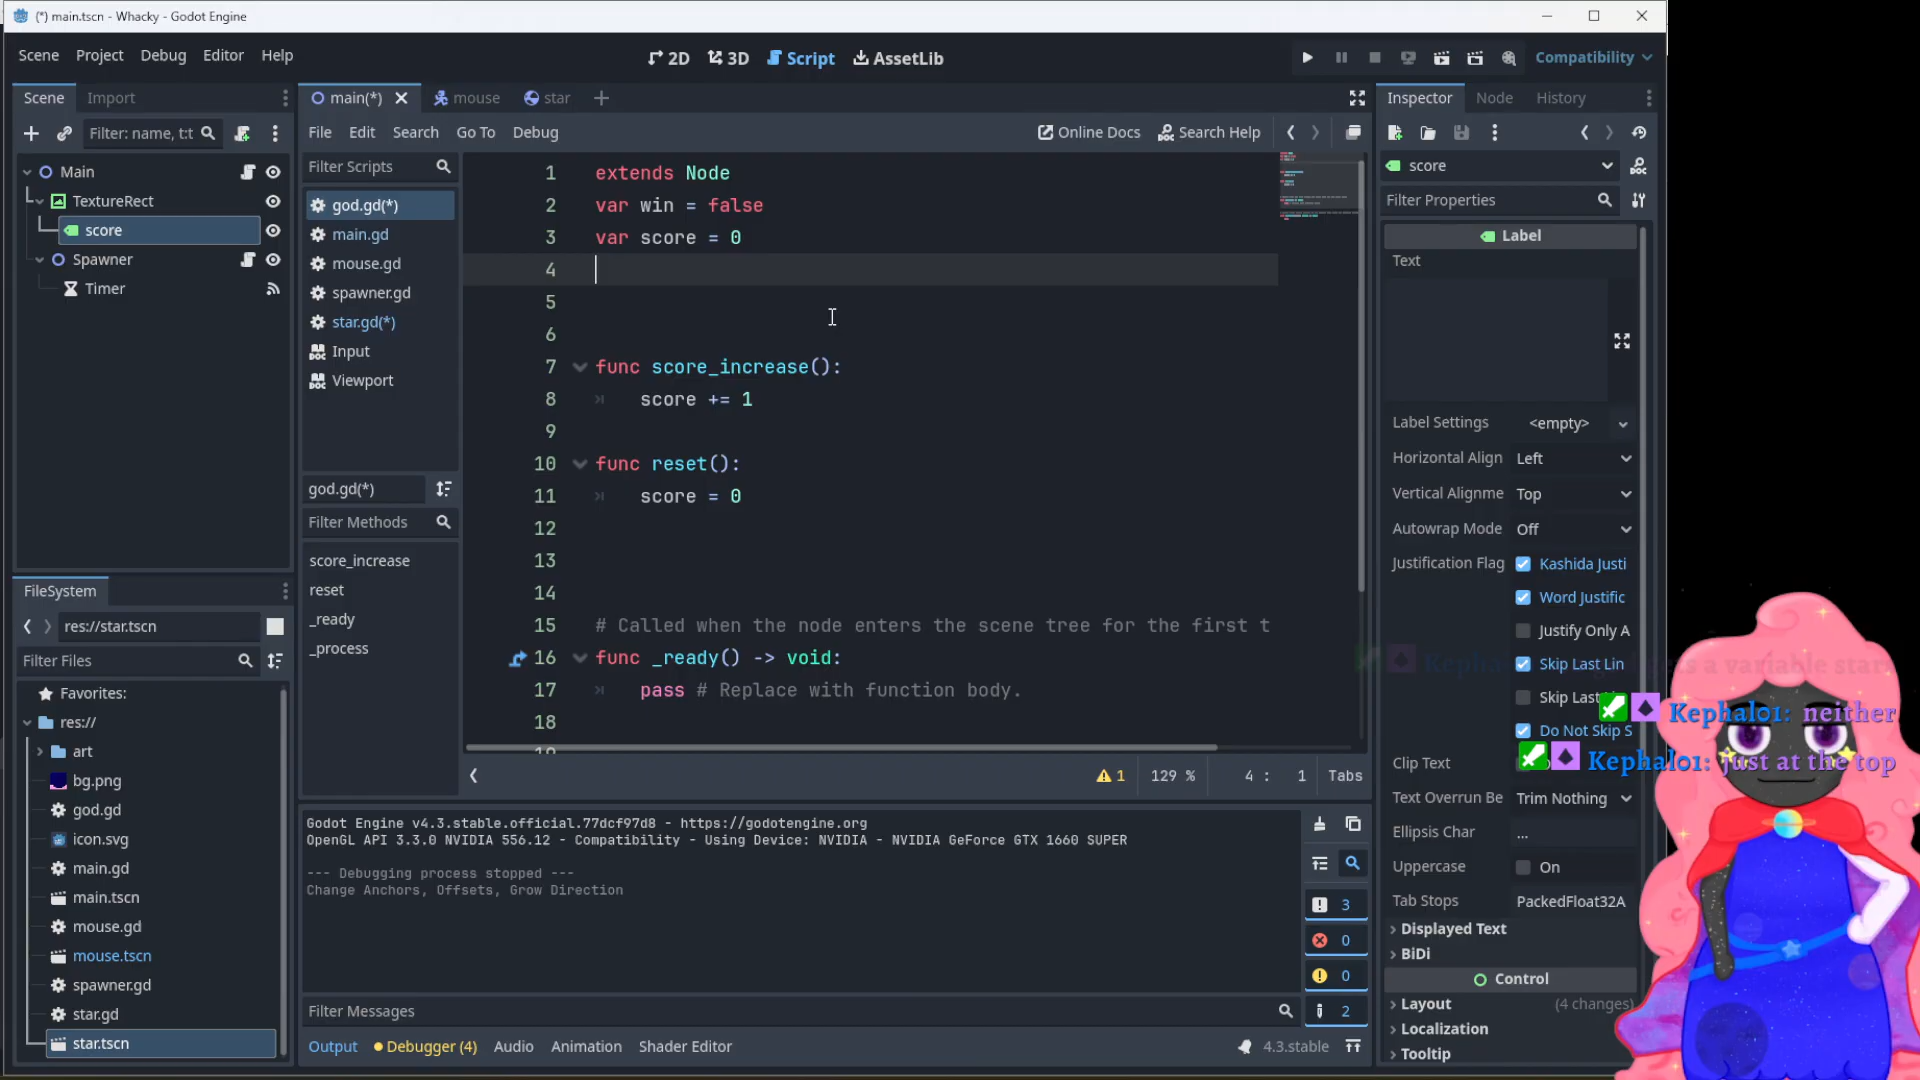 (*) main.tscn - Whacky - Godot Engine
Scene Project Debug Editor Help
2D 3D Script AssetLib
Compatibility
Scene Import
main(*) mouse star
Inspector Node History
Filter: name, t:t
File Edit Search Go To Debug
Online Docs Search Help
Main
TextureRect
score
Spawner
Timer
Filter Scripts
god.gd(*)
main.gd
mouse.gd
spawner.gd
star.gd(*)
Input
Viewport
god.gd(*)
Filter Methods
score_increase
reset
_ready
_process
1 extends Node
2 var win = false
3 var score = 0
4
5
6
7 func score_increase():
8 score += 1
9
10 func reset():
11 score = 0
12
13
14
15 # Called when the node enters the scene tree for the first t
16 func _ready() -> void:
17 pass # Replace with function body.
18
19
1 129 % 4 : 1 Tabs
FileSystem
res://star.tscn
Filter Files
Favorites:
res://
art
bg.png
god.gd
icon.svg
main.gd
main.tscn
mouse.gd
mouse.tscn
spawner.gd
star.gd
star.tscn
Godot Engine v4.3.stable.official.77dcf97d8 - https://godotengine.org
OpenGL API 3.3.0 NVIDIA 556.12 - Compatibility - Using Device: NVIDIA - NVIDIA GeForce GTX 1660 SUPER
--- Debugging process stopped ---
Change Anchors, Offsets, Grow Direction
3
0
0
2
Filter Messages
Output Debugger (4) Audio Animation Shader Editor
4.3.stable
score
Filter Properties
Label
Text
Label Settings <empty>
Horizontal Align Left
Vertical Alignme Top
Autowrap Mode Off
Justification Flag Kashida Justi
Word Justific
Justify Only A
Skip Last Lin
Skip Last
Do Not Skip S
Clip Text
Text Overrun Be Trim Nothing
Ellipsis Char ...
Uppercase On
Tab Stops PackedFloat32A
Displayed Text
BiDi
Control
Layout (4 changes)
Localization
Tooltip
Kephal01: neither
Kephal01: just at the top